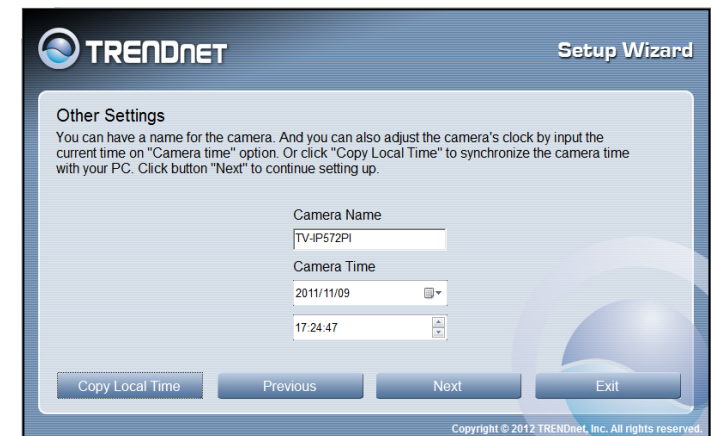 TRENDNET
Setup Wizard
Other Settings
You can have a name for the camera. And you can also adjust the camera's clock by input the
current time on "Camera time" option. Or click "Copy Local Time" to synchronize the camera time
with your PC. Click button "Next" to continue setting up.
Camera Name
TV-IP572PI
Camera Time
2011/11/09
17:24:47
Copy Local Time
Previous
Next
Exit
Copyright © 2012 TRENDnet, Inc. All rights reserved.